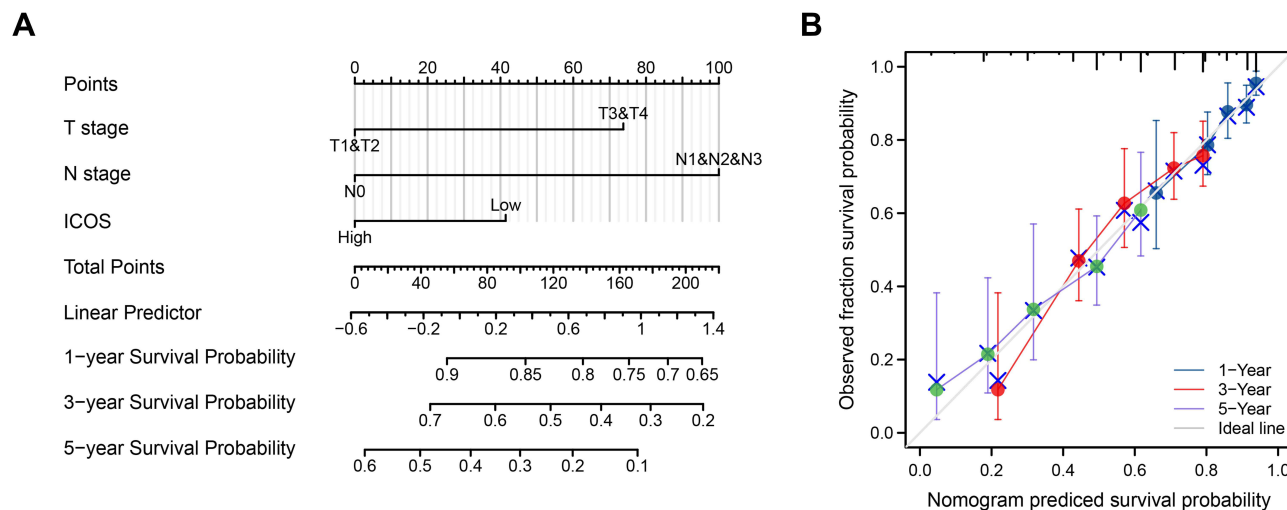 A
Points
0 20 40 60 80 100
T stage
T3&T4
T1&T2
N stage
N1&N2&N3
N0
ICOS
Low
High
Total Points
0 40 80 120 160 200
Linear Predictor
−0.6 −0.2 0.2 0.6 1 1.4
1−year Survival Probability
0.9 0.85 0.8 0.75 0.7 0.65
3−year Survival Probability
0.7 0.6 0.5 0.4 0.3 0.2
5−year Survival Probability
0.6 0.5 0.4 0.3 0.2 0.1
B
Observed fraction survival probability
1.0
0.8
0.6
0.4
0.2
0.0
1−Year
3−Year
5−Year
Ideal line
0.0 0.2 0.4 0.6 0.8 1.0
Nomogram prediced survival probability